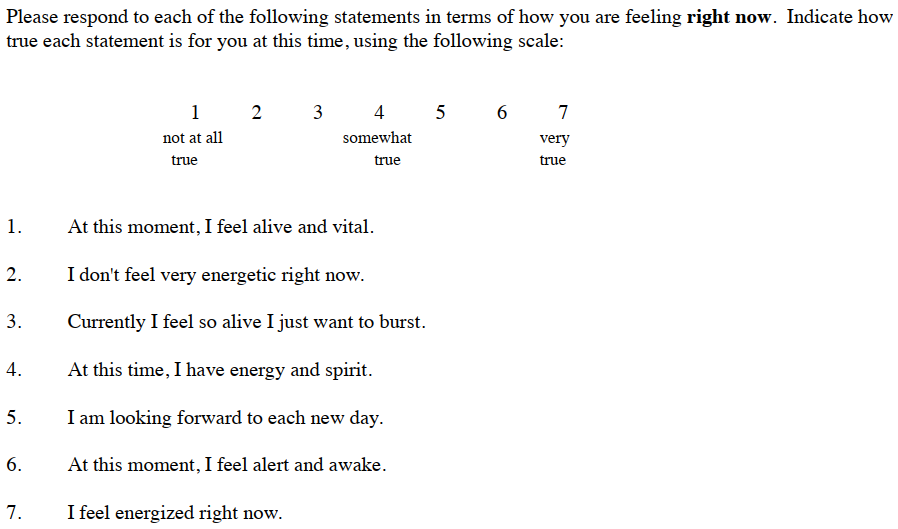 Please respond to each of the following statements in terms of how you are feeling right now.  Indicate how
true each statement is for you at this time, using the following scale:
1 2 3 4 5 6 7
not at all somewhat very
true true true
1. At this moment, I feel alive and vital.
2. I don't feel very energetic right now.
3. Currently I feel so alive I just want to burst.
4. At this time, I have energy and spirit.
5. I am looking forward to each new day.
6. At this moment, I feel alert and awake.
7. I feel energized right now.